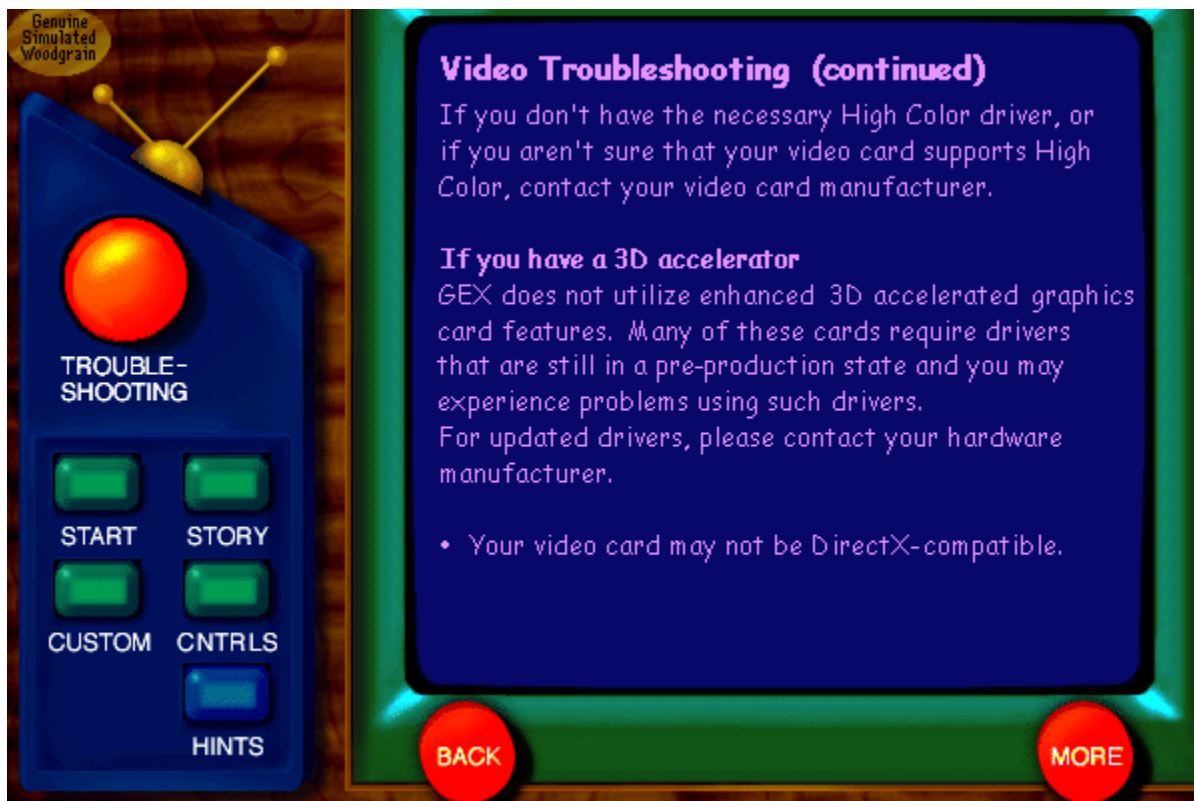 Genuine
Simulated
Woodgrain
TROUBLE-
SHOOTING
START
STORY
CUSTOM
CNTRLS
HINTS
Video Troubleshooting (continued)
If you don't have the necessary High Color driver, or
if you aren't sure that your video card supports High
Color, contact your video card manufacturer.
If you have a 3D accelerator
GEX does not utilize enhanced 3D accelerated graphics
card features. Many of these cards require drivers
that are still in a pre-production state and you may
experience problems using such drivers.
For updated drivers, please contact your hardware
manufacturer.
• Your video card may not be DirectX-compatible.
BACK
MORE